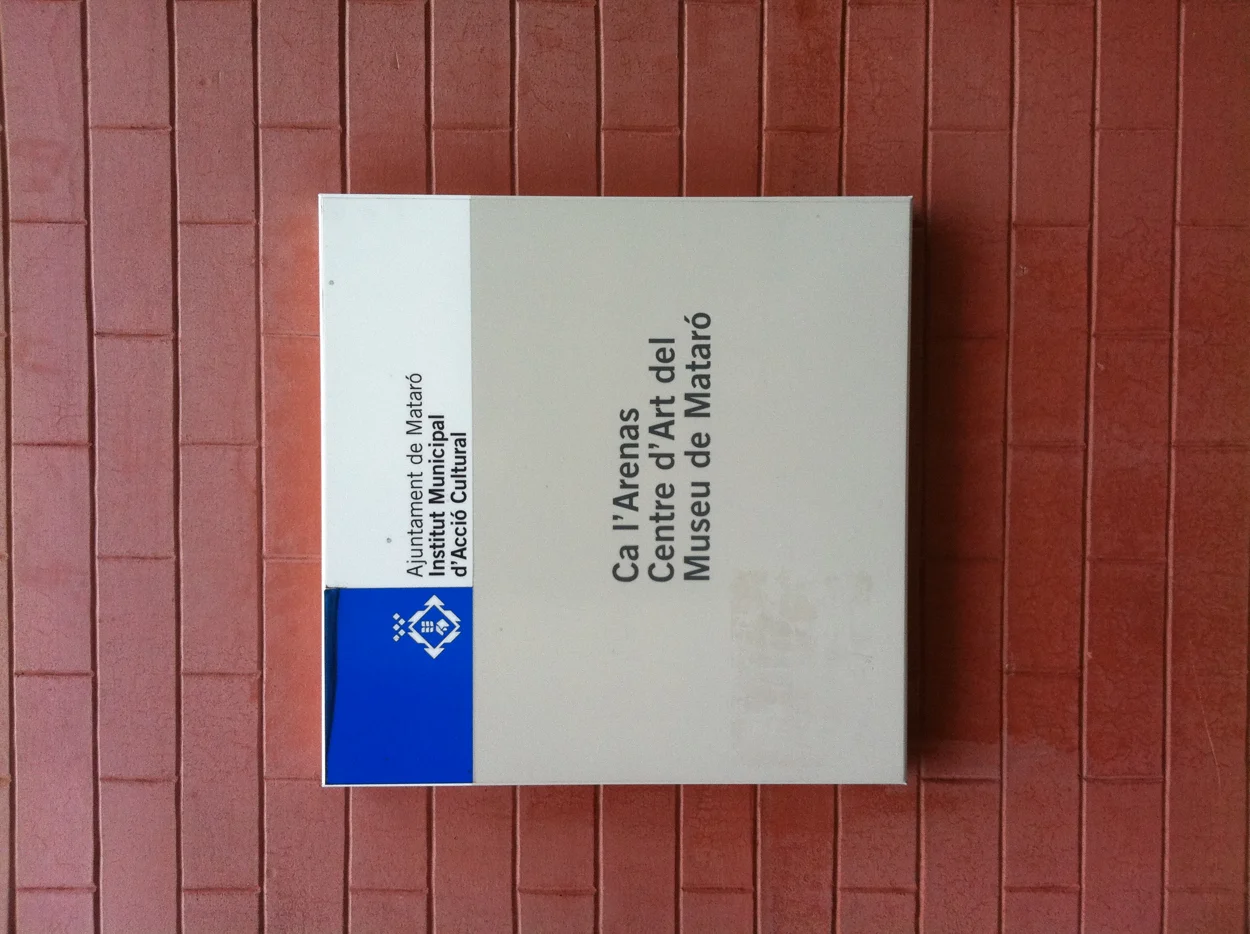 Ajuntament de Mataró
Institut Municipal
d'Acció Cultural
Ca l'Arenas
Centre d'Art del
Museu de Mataró